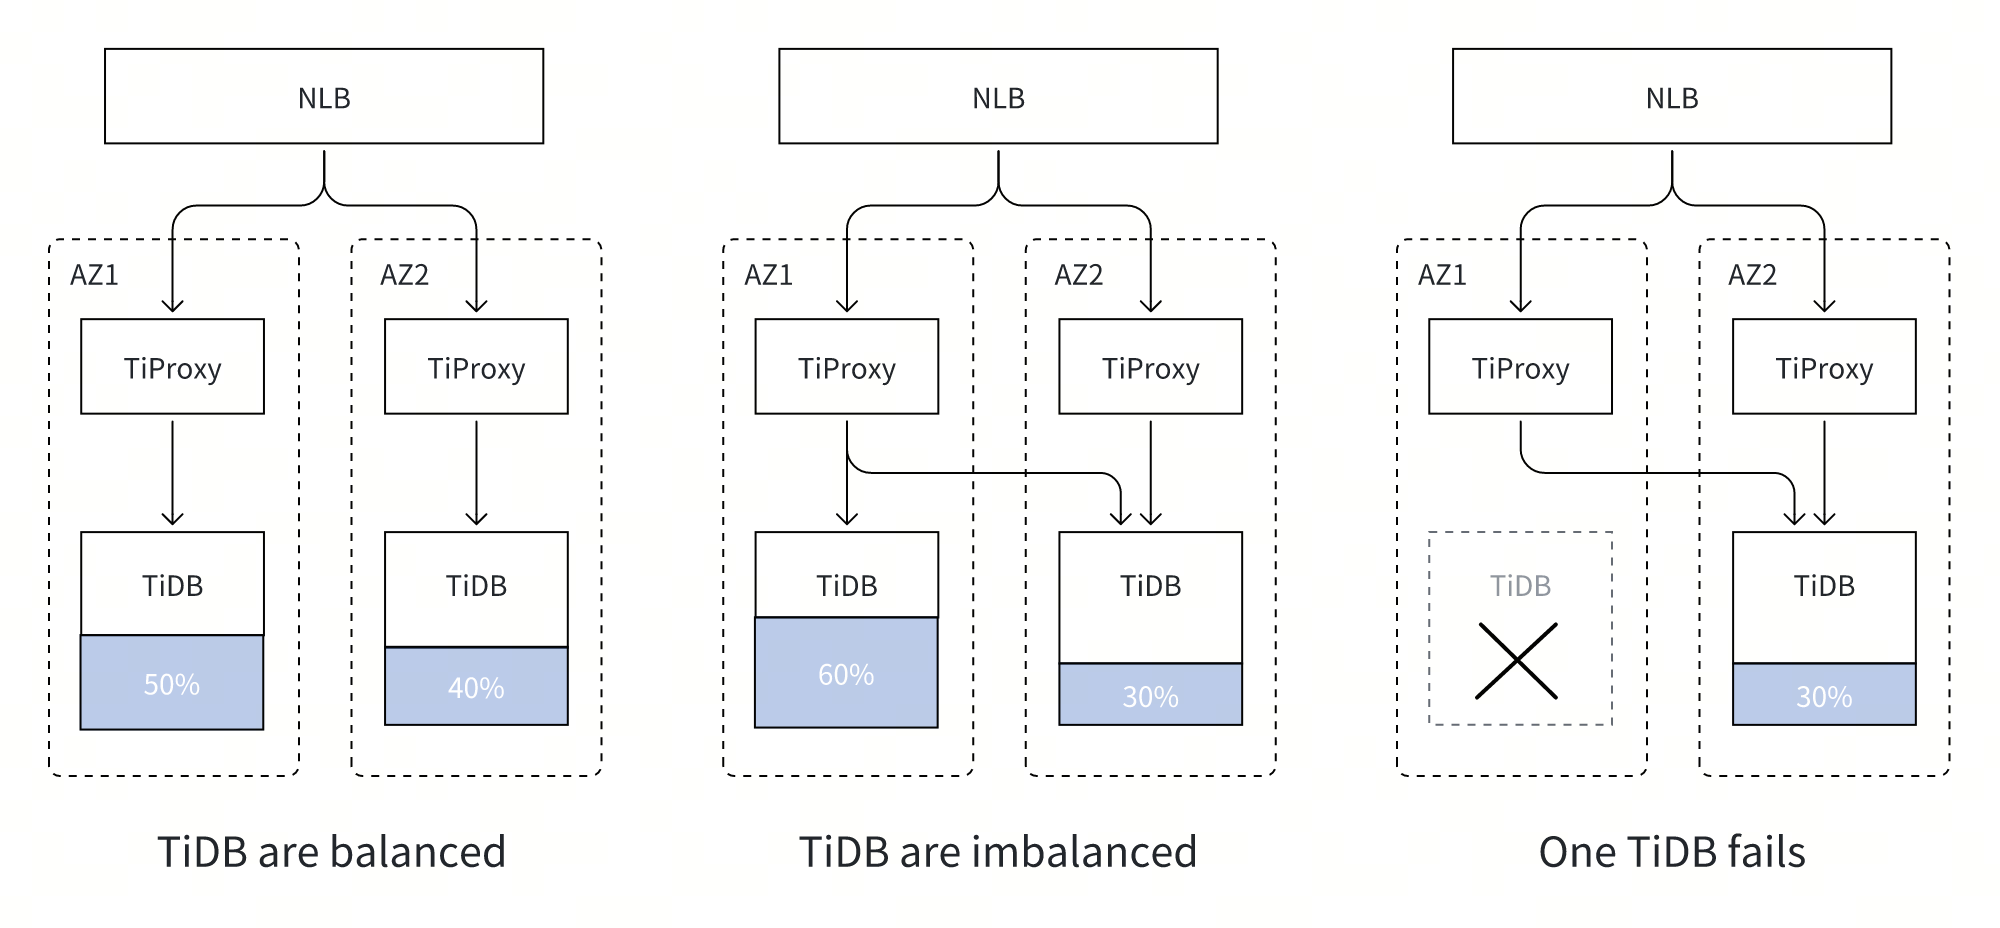 NLB
AZ1
AZ2
TiProxy
TiProxy
TiDB
TiDB
50%
40%
TiDB are balanced
NLB
AZ1
AZ2
TiProxy
TiProxy
TiDB
TiDB
60%
30%
TiDB are imbalanced
NLB
AZ1
AZ2
TiProxy
TiProxy
TiDB
TiDB
30%
One TiDB fails